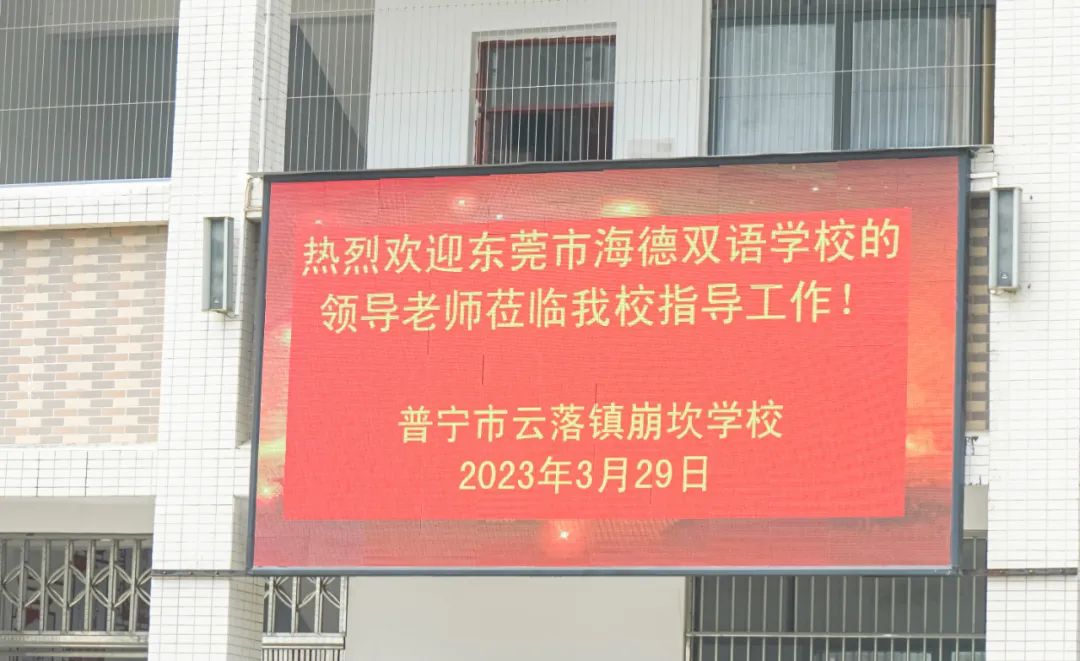 热烈欢迎东莞市海德双语学校的
领导老师莅临我校指导工作！
普宁市云落镇崩坎学校
2023年3月29日